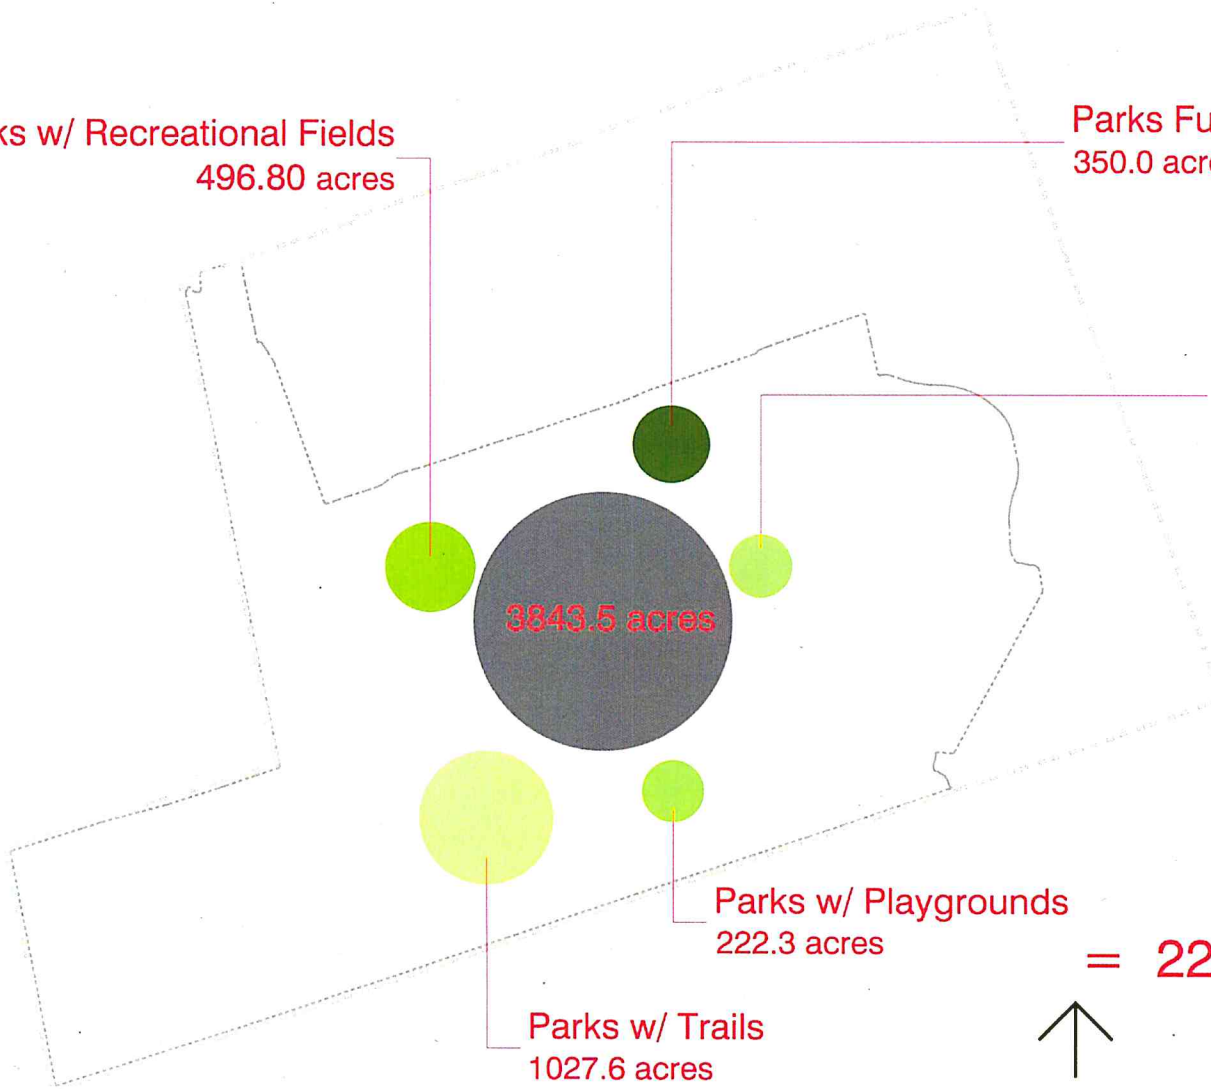 ks w/ Recreational Fields
496.80 acres
Parks Fu
350.0 acre
3843.5 acres
Parks w/ Playgrounds
222.3 acres
= 22
Parks w/ Trails
1027.6 acres